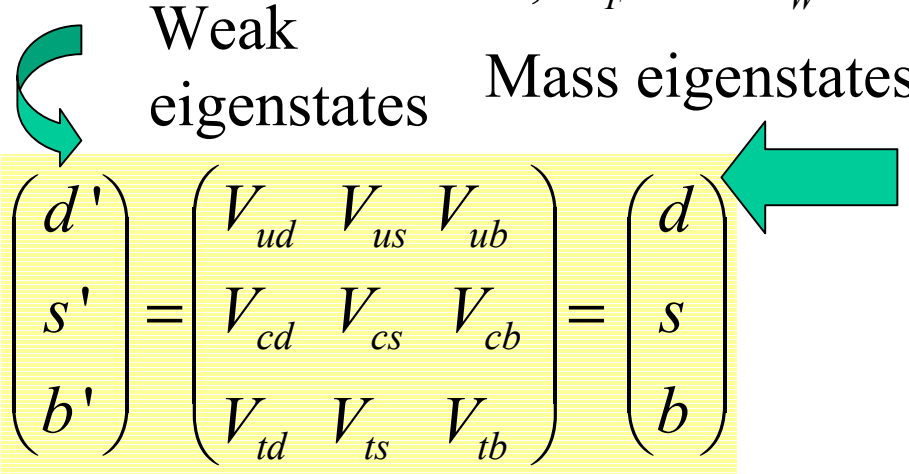 , F W
Weak
eigenstates
Mass eigenstates
(d ') (V_ud V_us V_ub) (d)
(s ') = (V_cd V_cs V_cb) = (s)
(b ') (V_td V_ts V_tb) (b)